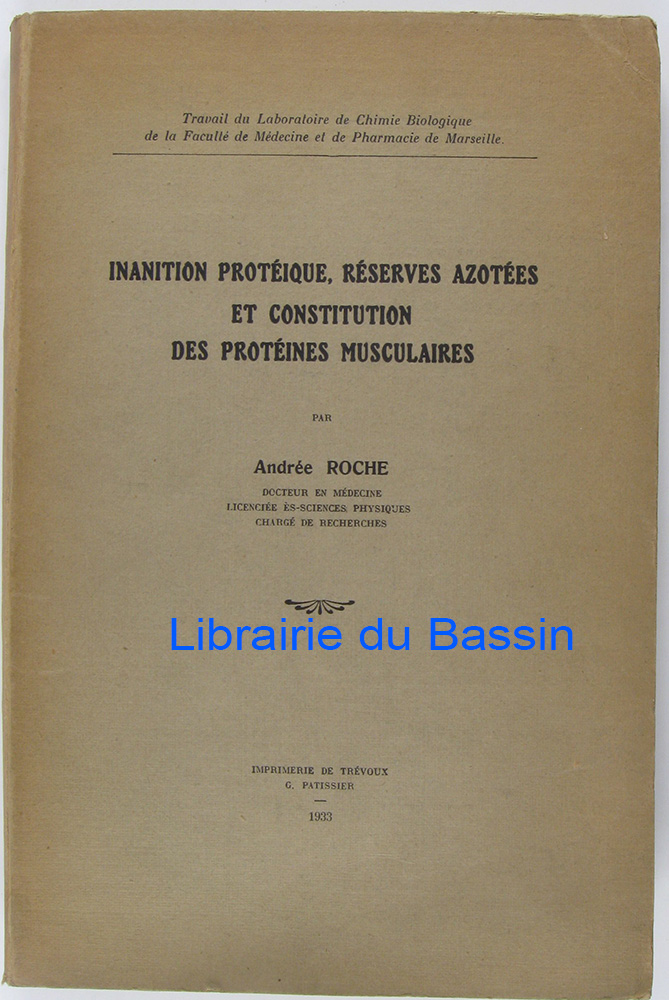 Travail du Laboratoire de Chimie Biologique
de la Faculté de Médecine et de Pharmacie de Marseille.
INANITION PROTÉIQUE, RÉSERVES AZOTÉES
ET CONSTITUTION
DES PROTÉINES MUSCULAIRES
PAR
Andrée ROCHE
DOCTEUR EN MÉDECINE
LICENCIÉE ÈS-SCIENCES PHYSIQUES
CHARGÉ DE RECHERCHES
Librairie du Bassin
IMPRIMERIE DE TRÉVOUX
G. PATISSIER
1933